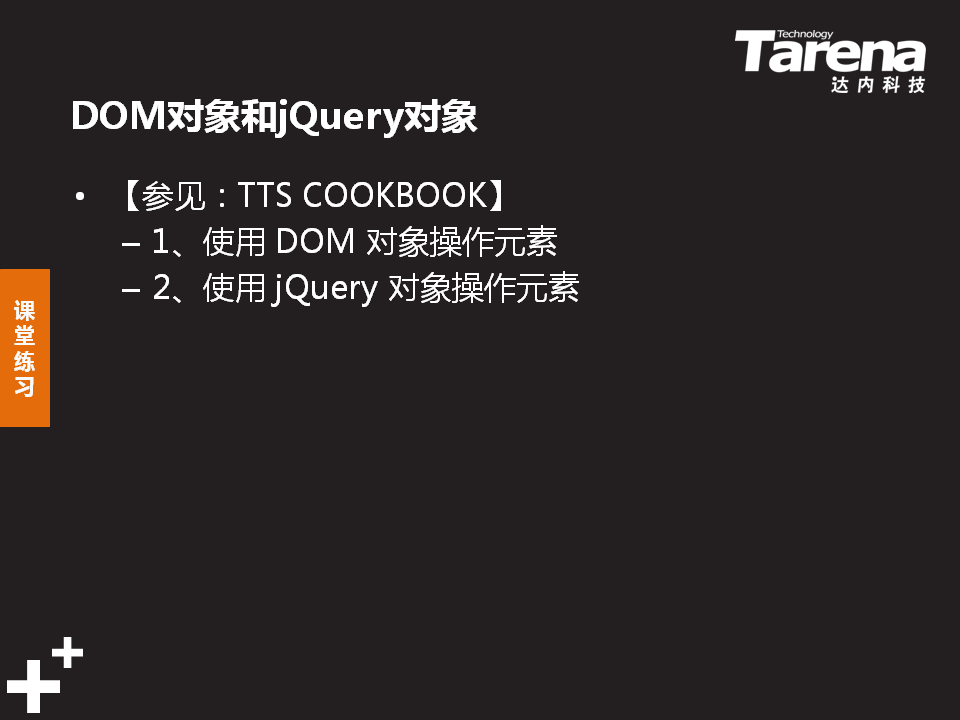 Technology
Tarena
达内科技
DOM对象和jQuery对象
• 【参见：TTS COOKBOOK】
– 1、使用 DOM 对象操作元素
– 2、使用 jQuery 对象操作元素
课
堂
练
习